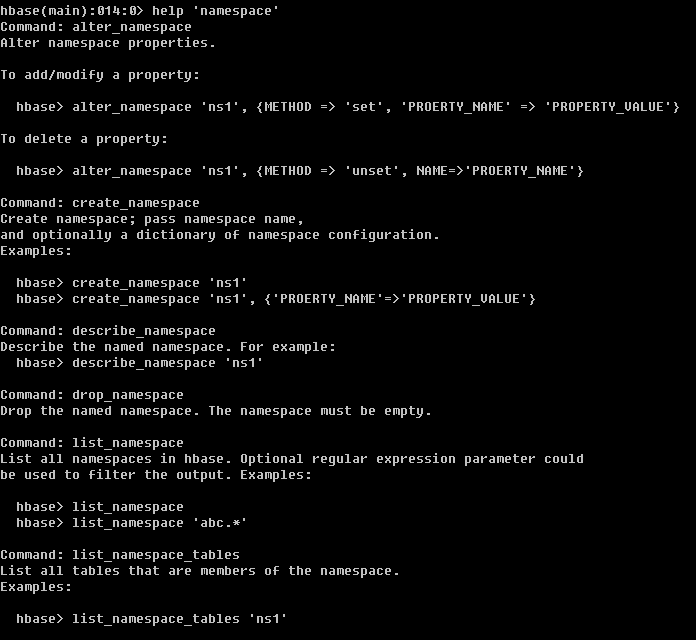 hbase(main):014:0> help 'namespace'
Command: alter_namespace
Alter namespace properties.
To add/modify a property:
hbase> alter_namespace 'ns1', {METHOD => 'set', 'PROERTY_NAME' => 'PROPERTY_VALUE'}
To delete a property:
hbase> alter_namespace 'ns1', {METHOD => 'unset', NAME=>'PROERTY_NAME'}
Command: create_namespace
Create namespace; pass namespace name,
and optionally a dictionary of namespace configuration.
Examples:
hbase> create_namespace 'ns1'
hbase> create_namespace 'ns1', {'PROERTY_NAME'=>'PROPERTY_VALUE'}
Command: describe_namespace
Describe the named namespace. For example:
hbase> describe_namespace 'ns1'
Command: drop_namespace
Drop the named namespace. The namespace must be empty.
Command: list_namespace
List all namespaces in hbase. Optional regular expression parameter could
be used to filter the output. Examples:
hbase> list_namespace
hbase> list_namespace 'abc.*'
Command: list_namespace_tables
List all tables that are members of the namespace.
Examples:
hbase> list_namespace_tables 'ns1'